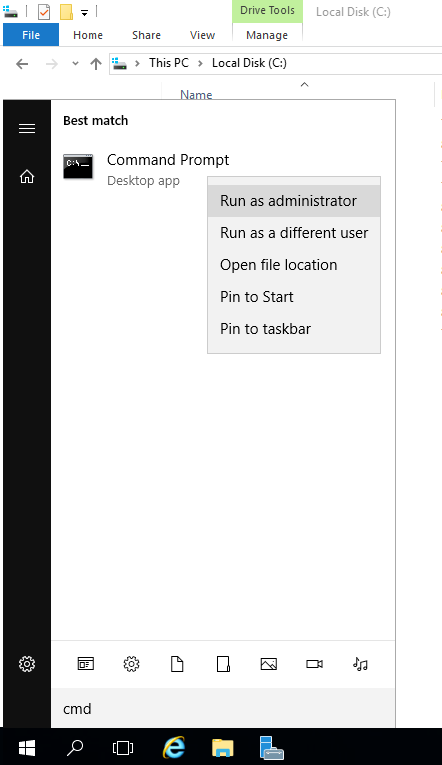 Drive Tools
Local Disk (C:)
File
Home
Share
View
Manage
This PC
Local Disk (C:)
Name
Best match
Command Prompt
Desktop app
Run as administrator
Run as a different user
Open file location
Pin to Start
Pin to taskbar
cmd